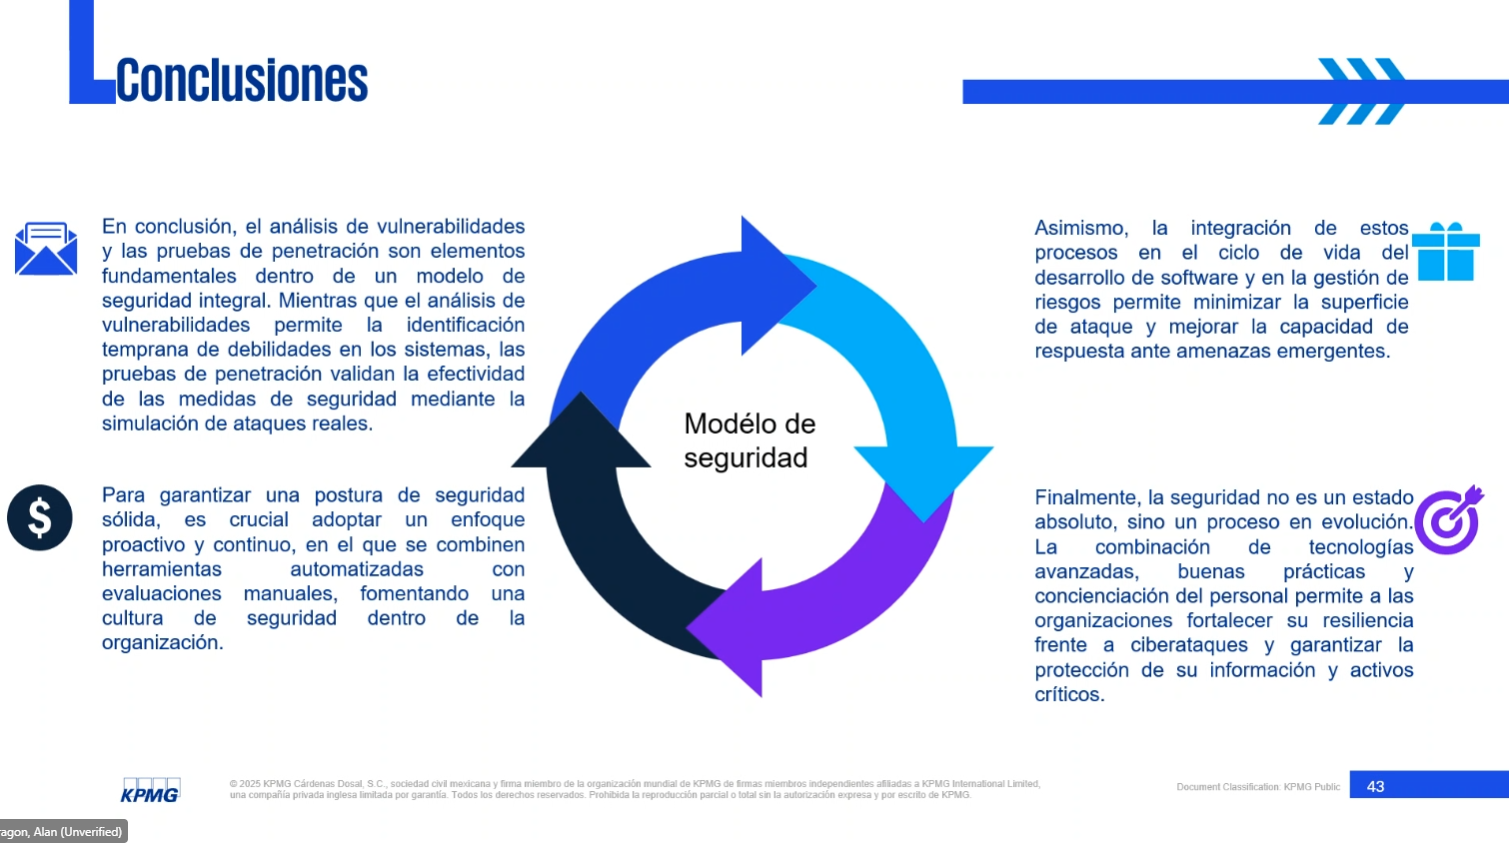 Conclusiones
En conclusión, el análisis de vulnerabilidades
y las pruebas de penetración son elementos
fundamentales dentro de un modelo de
seguridad integral. Mientras que el análisis de
vulnerabilidades permite la identificación
temprana de debilidades en los sistemas, las
pruebas de penetración validan la efectividad
de las medidas de seguridad mediante la
simulación de ataques reales.
$
Para garantizar una postura de seguridad
sólida, es crucial adoptar un enfoque
proactivo y continuo, en el que se combinen
herramientas automatizadas con
evaluaciones manuales, fomentando una
cultura de seguridad dentro de la
organización.
Modélo de
seguridad
Asimismo, la integración de estos
procesos en el ciclo de vida del
desarrollo de software y en la gestión de
riesgos permite minimizar la superficie
de ataque y mejorar la capacidad de
respuesta ante amenazas emergentes.
Finalmente, la seguridad no es un estado
absoluto, sino un proceso en evolución.
La combinación de tecnologías
avanzadas, buenas prácticas y
concienciación del personal permite a las
organizaciones fortalecer su resiliencia
frente a ciberataques y garantizar la
protección de su información y activos
críticos.
KPMG
© 2025 KPMG Cárdenas Dosal, S.C., sociedad civil mexicana y firma miembro de la organización mundial de KPMG de firmas miembros independientes afiliadas a KPMG International Limited,
una compañía privada inglesa limitada por garantía. Todos los derechos reservados. Prohibida la reproducción parcial o total sin la autorización expresa y por escrito de KPMG.
Document Classification: KPMG Public
43
ragon, Alan (Unverified)